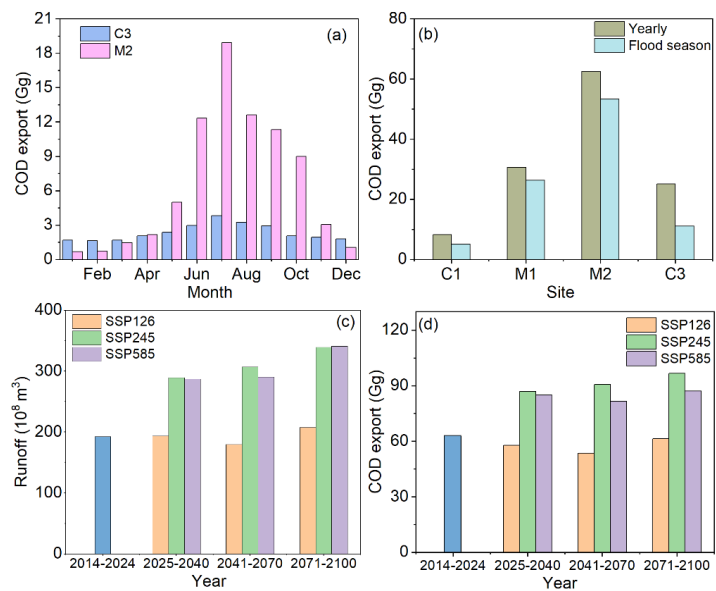 (a)
C3
M2
COD export (Gg)
21
18
15
12
9
6
3
0
Feb Apr Jun Aug Oct Dec
Month
(b)
Yearly
Flood season
COD export (Gg)
80
60
40
20
0
C1 M1 M2 C3
Site
(c)
SSP126
SSP245
SSP585
Runoff (10⁸ m³)
400
300
200
100
0
2014-2024 2025-2040 2041-2070 2071-2100
Year
(d)
SSP126
SSP245
SSP585
COD export (Gg)
120
90
60
30
0
2014-2024 2025-2040 2041-2070 2071-2100
Year